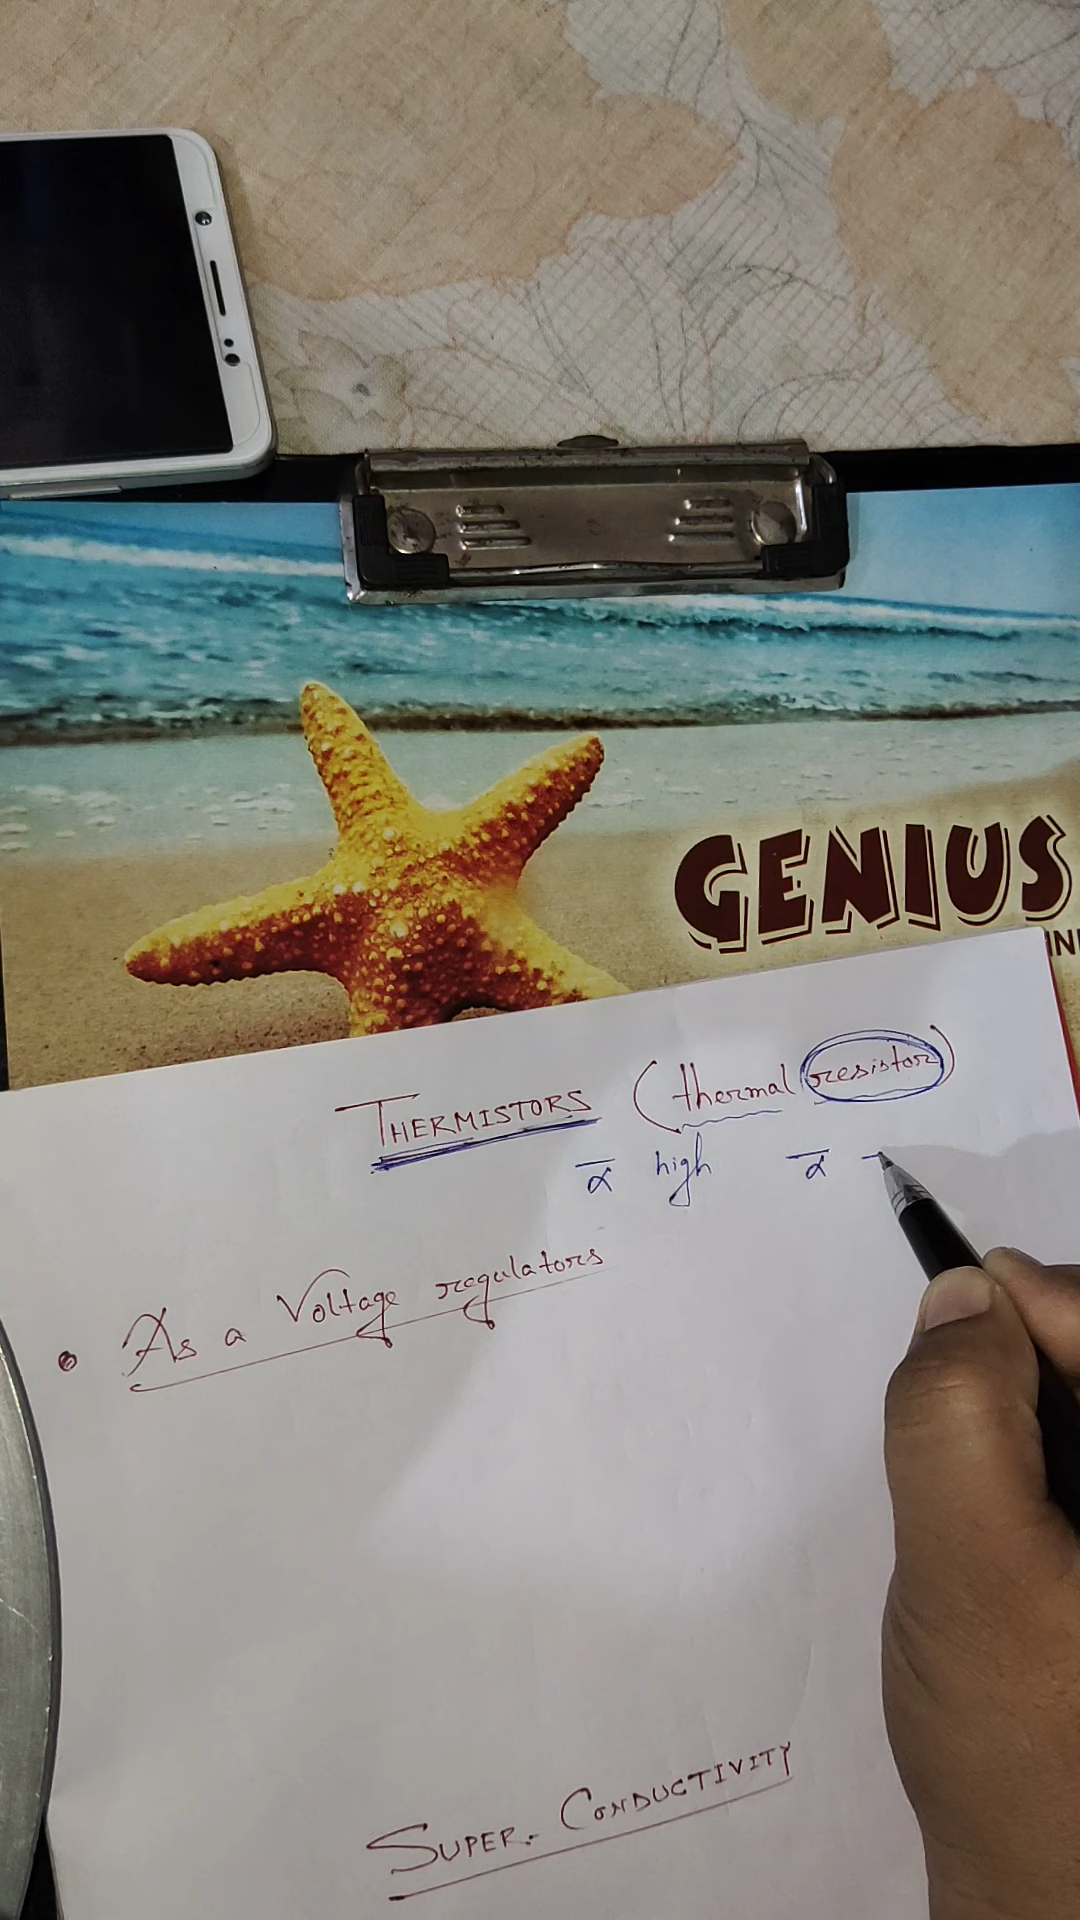 GENIUS
THERMISTORS (thermal resistor)
α̅ high α̅
• As a Voltage regulators
SUPER-CONDUCTIVITY